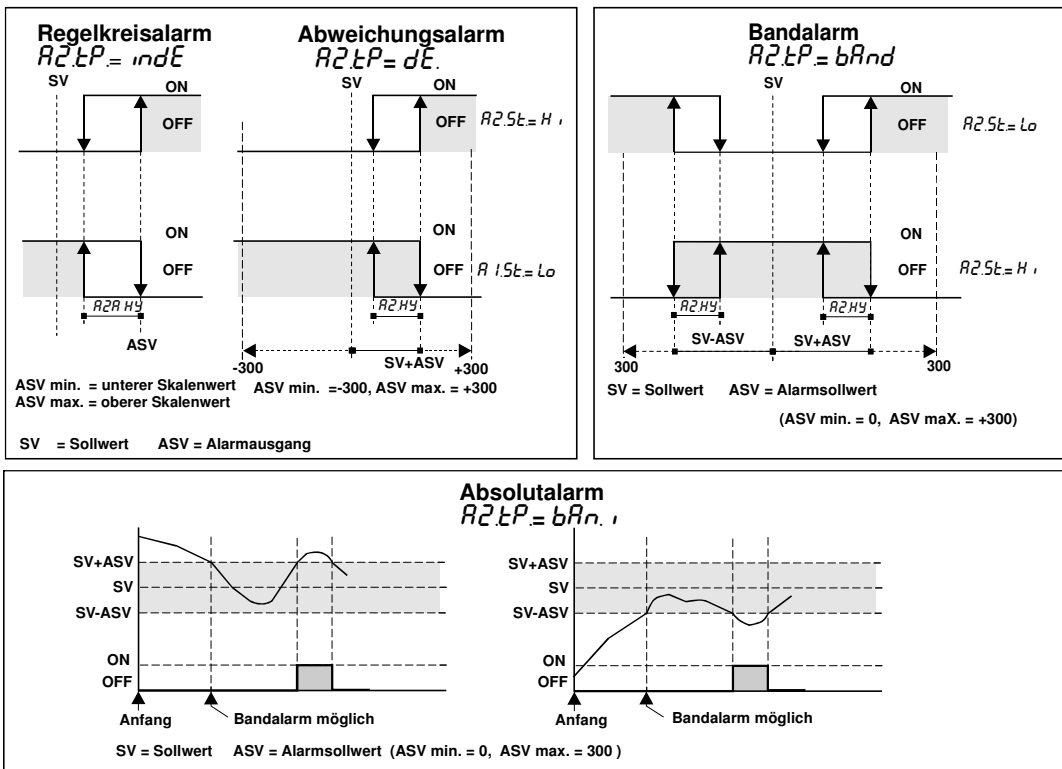 Regelkreisalarm
A2.tP.= indE
SV
ON
OFF
ON
OFF
A2A HY
ASV
ASV min. = unterer Skalenwert
ASV max. = oberer Skalenwert
Abweichungsalarm
A2.tP.= dE.
SV
ON
OFF
A2.St.= H i
ON
OFF
A 1.St.= Lo
A2.HY
SV+ASV
-300
+300
ASV min. =-300, ASV max. = +300
SV = Sollwert ASV = Alarmausgang
Bandalarm
A2.tP.= bAnd
SV
ON
OFF
A2.St.= Lo
ON
OFF
A2.St.= H i
A2.HY
A2.HY
SV-ASV
SV+ASV
300
300
SV = Sollwert ASV = Alarmsollwert
(ASV min. = 0, ASV maX. = +300)
Absolutalarm
A2.tP.= bAn. i
SV+ASV
SV
SV-ASV
ON
OFF
Anfang
Bandalarm möglich
SV+ASV
SV
SV-ASV
ON
OFF
Anfang
Bandalarm möglich
SV = Sollwert ASV = Alarmsollwert (ASV min. = 0, ASV max. = 300 )